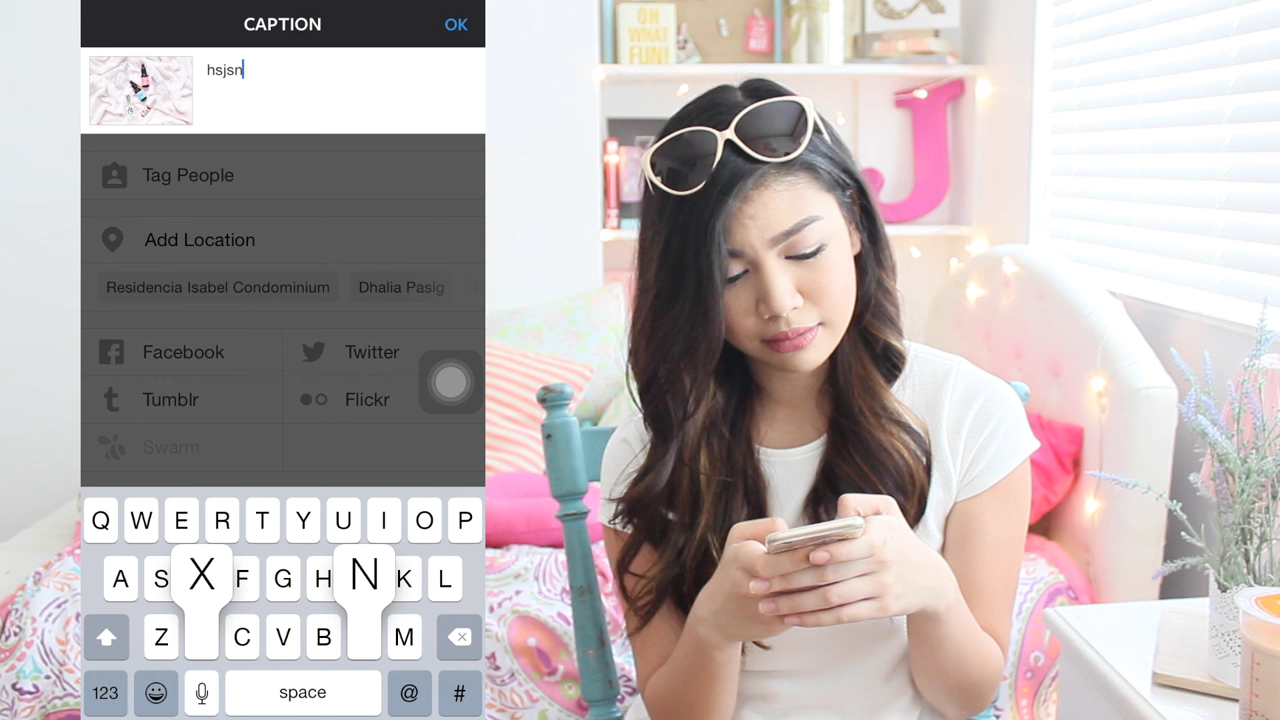 CAPTION OK
hsjsn
Tag People
Add Location
Residencia Isabel Condominium Dhalia Pasig
Facebook Twitter
Tumblr Flickr
Swarm
Q W E R T Y U I O P
A S X F G H N K L
Z C V B M
123 space @ #
OH
WHAT
FUN!
J